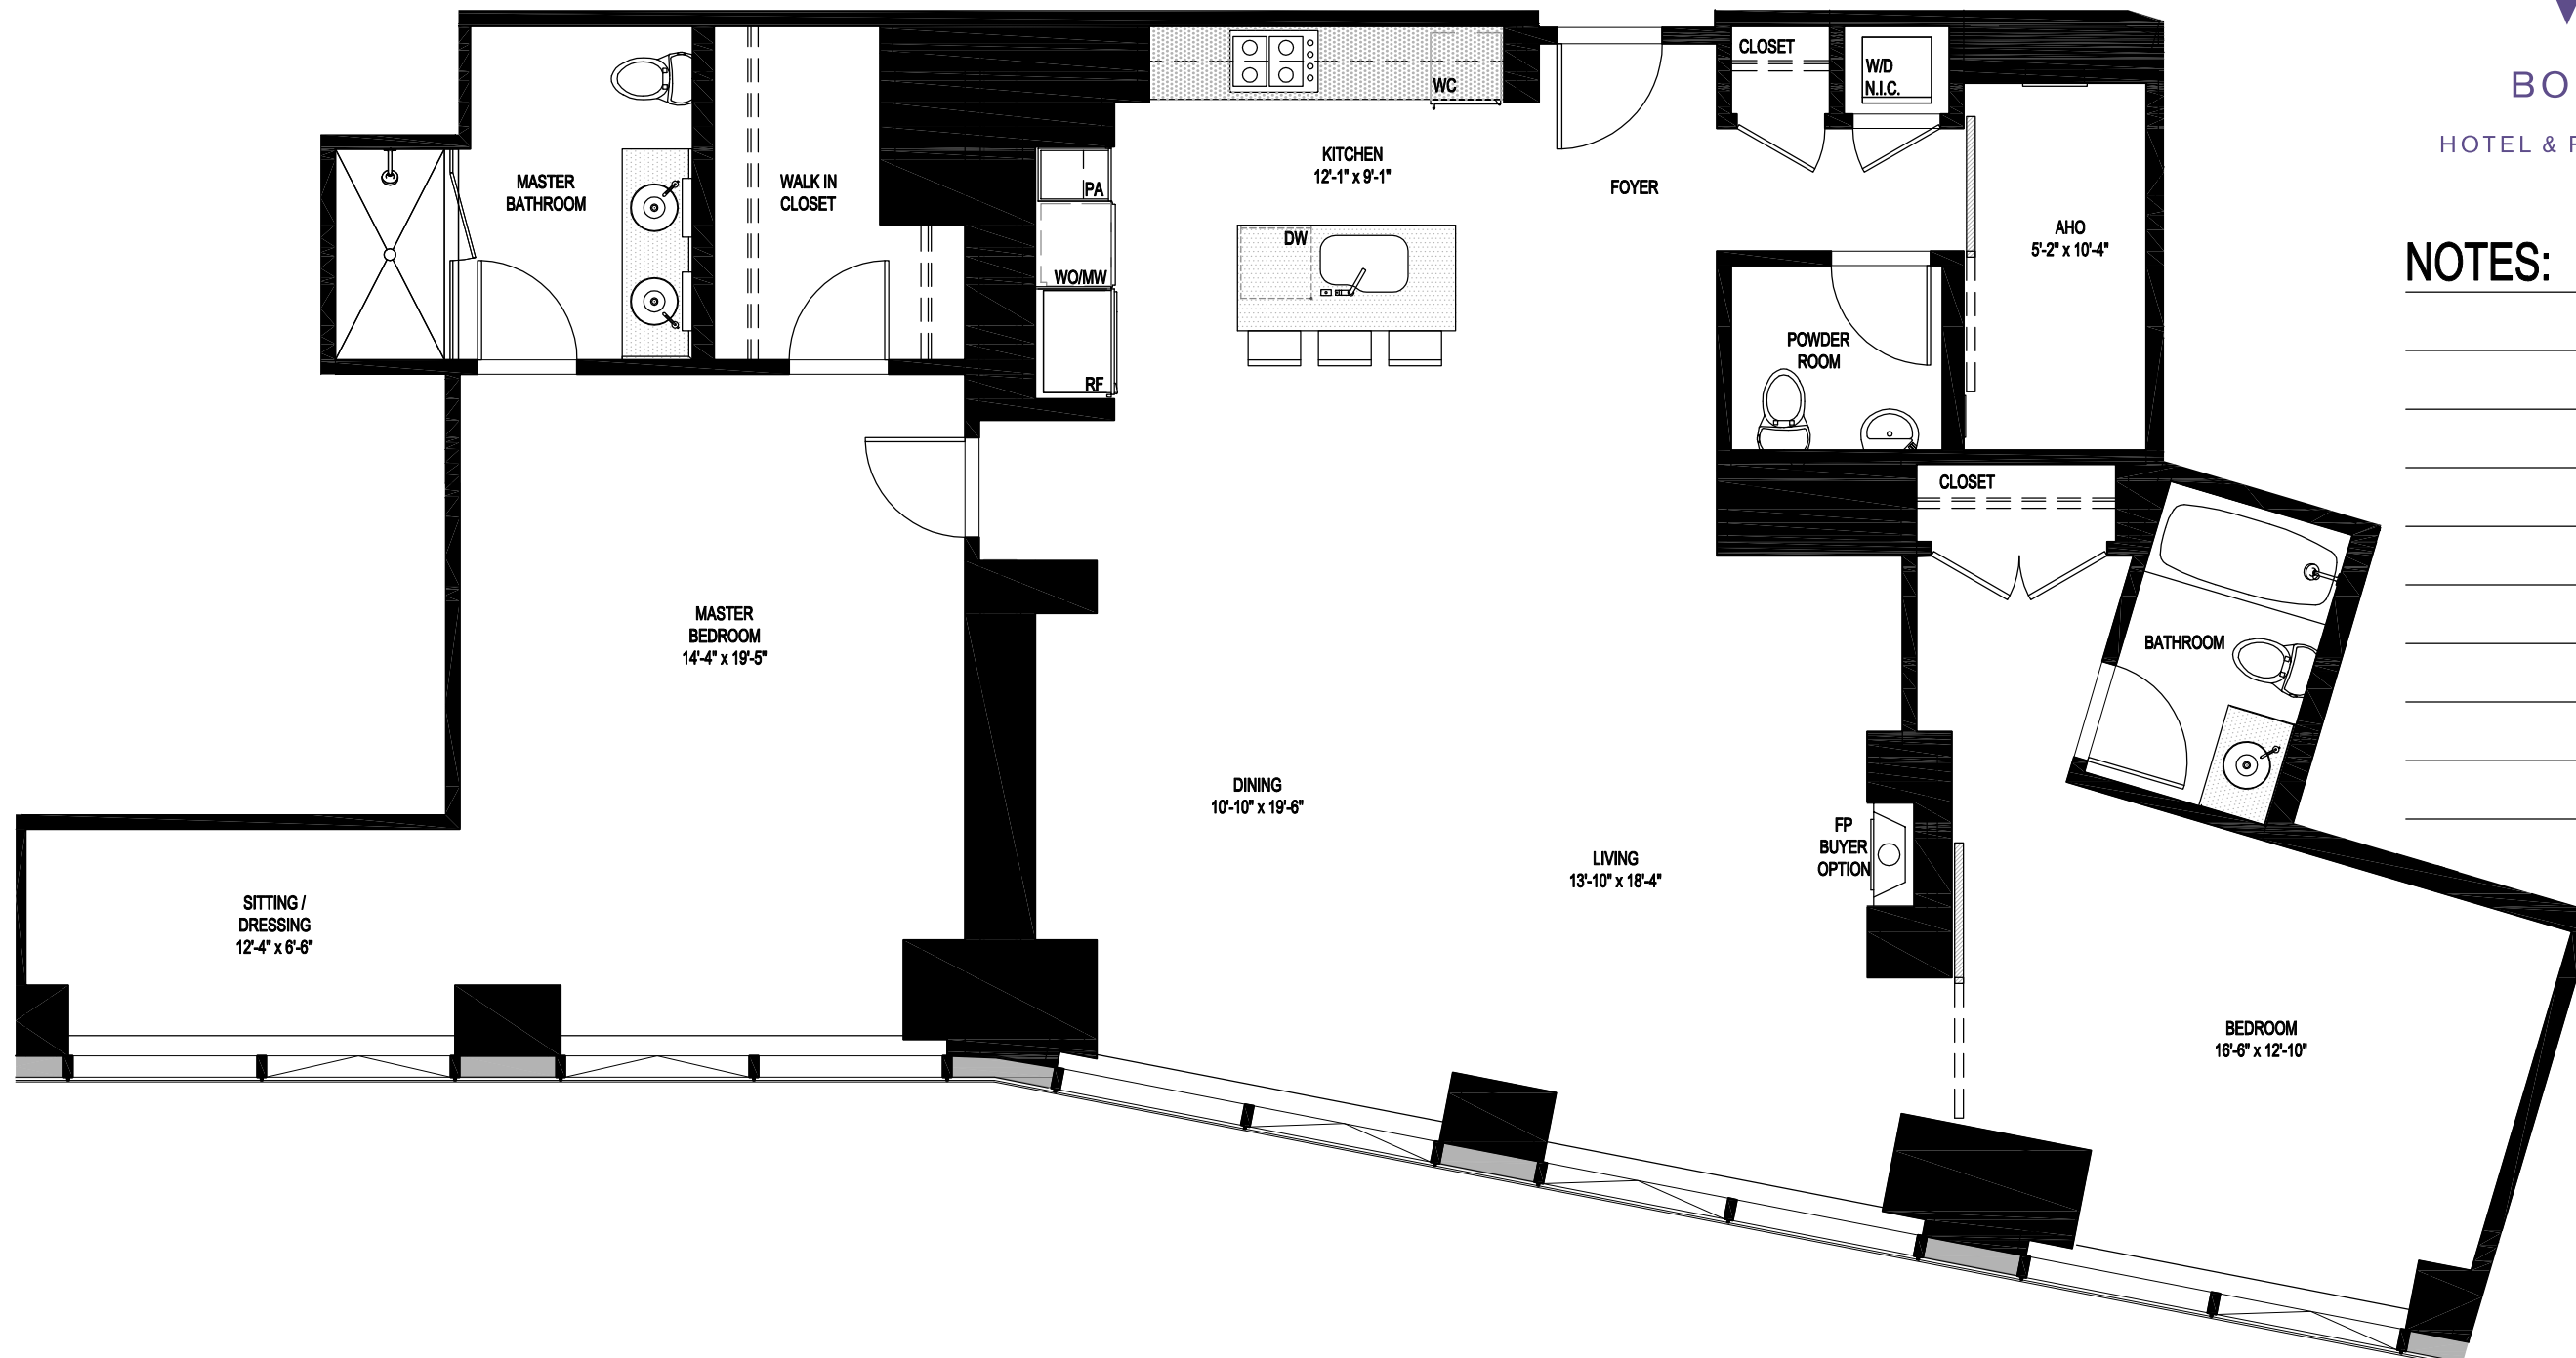 BO
HOTEL & F
NOTES:
CLOSET
W/D
N.I.C.
WC
KITCHEN
12'-1" x 9'-1"
FOYER
MASTER
BATHROOM
WALK IN
CLOSET
PA
AHO
5'-2" x 10'-4"
DW
WO/MW
POWDER
ROOM
RF
CLOSET
MASTER
BEDROOM
14'-4" x 19'-5"
BATHROOM
DINING
10'-10" x 19'-6"
FP
BUYER
OPTION
LIVING
13'-10" x 18'-4"
SITTING /
DRESSING
12'-4" x 6'-6"
BEDROOM
16'-6" x 12'-10"